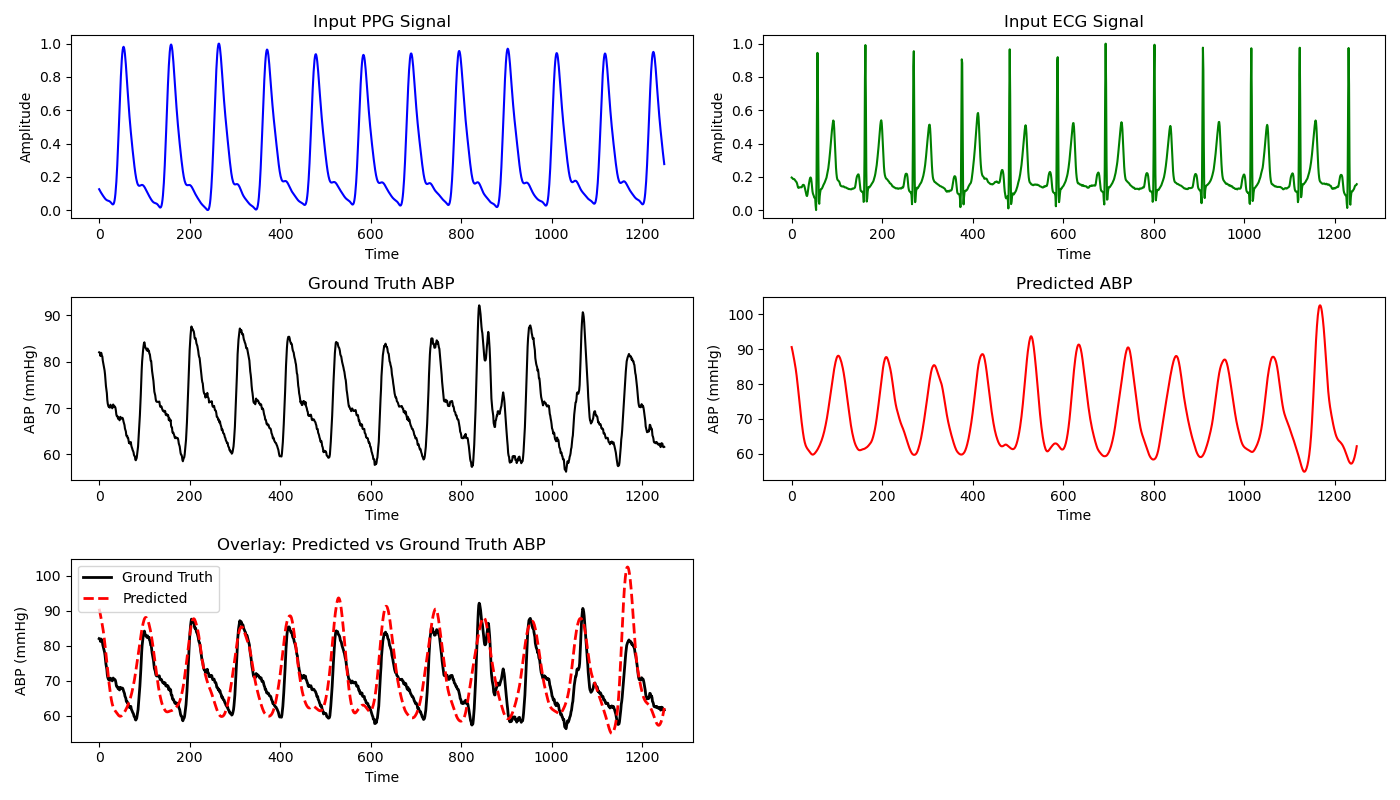 Input PPG Signal
Amplitude
1.0
0.8
0.6
0.4
0.2
0.0
0 200 400 600 800 1000 1200
Time
Input ECG Signal
Amplitude
1.0
0.8
0.6
0.4
0.2
0.0
0 200 400 600 800 1000 1200
Time
Ground Truth ABP
ABP (mmHg)
90
80
70
60
0 200 400 600 800 1000 1200
Time
Predicted ABP
ABP (mmHg)
100
90
80
70
60
0 200 400 600 800 1000 1200
Time
Overlay: Predicted vs Ground Truth ABP
ABP (mmHg)
100
90
80
70
60
Ground Truth
Predicted
0 200 400 600 800 1000 1200
Time